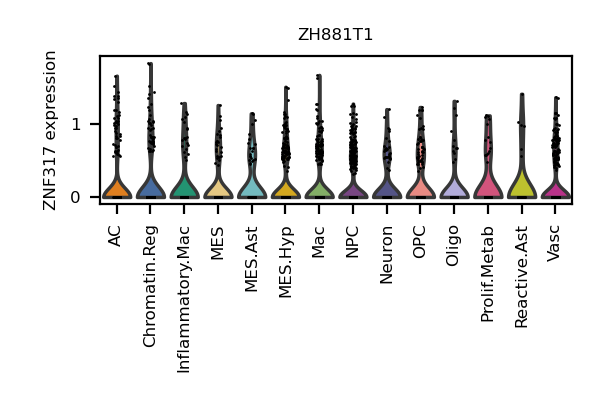 ZH881T1
ZNF317 expression
1
0
AC
Chromatin.Reg
Inflammatory.Mac
MES
MES.Ast
MES.Hyp
Mac
NPC
Neuron
OPC
Oligo
Prolif.Metab
Reactive.Ast
Vasc